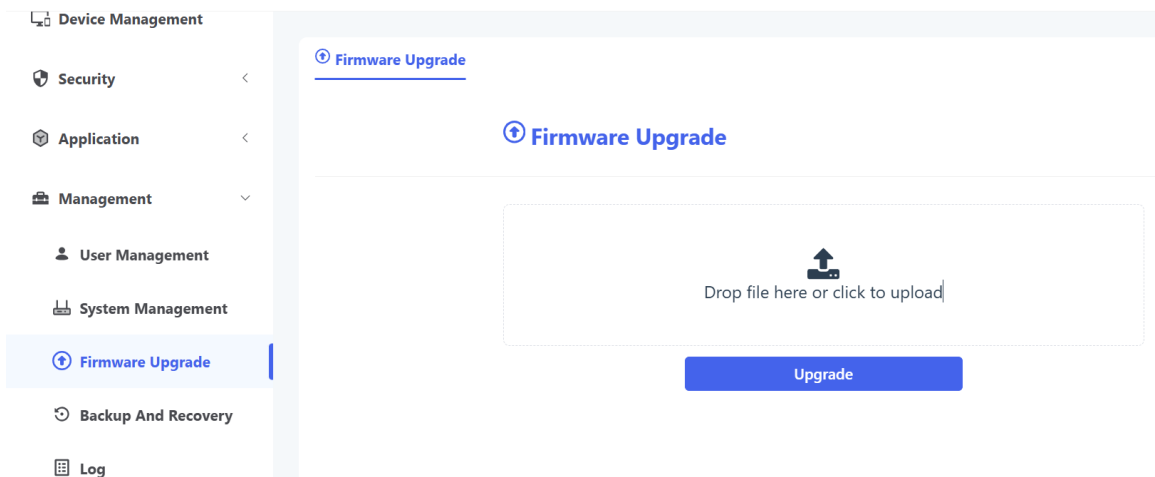 Device Management
Security
Application
Management
User Management
System Management
Firmware Upgrade
Backup And Recovery
Log
Firmware Upgrade
Firmware Upgrade
Drop file here or click to upload
Upgrade